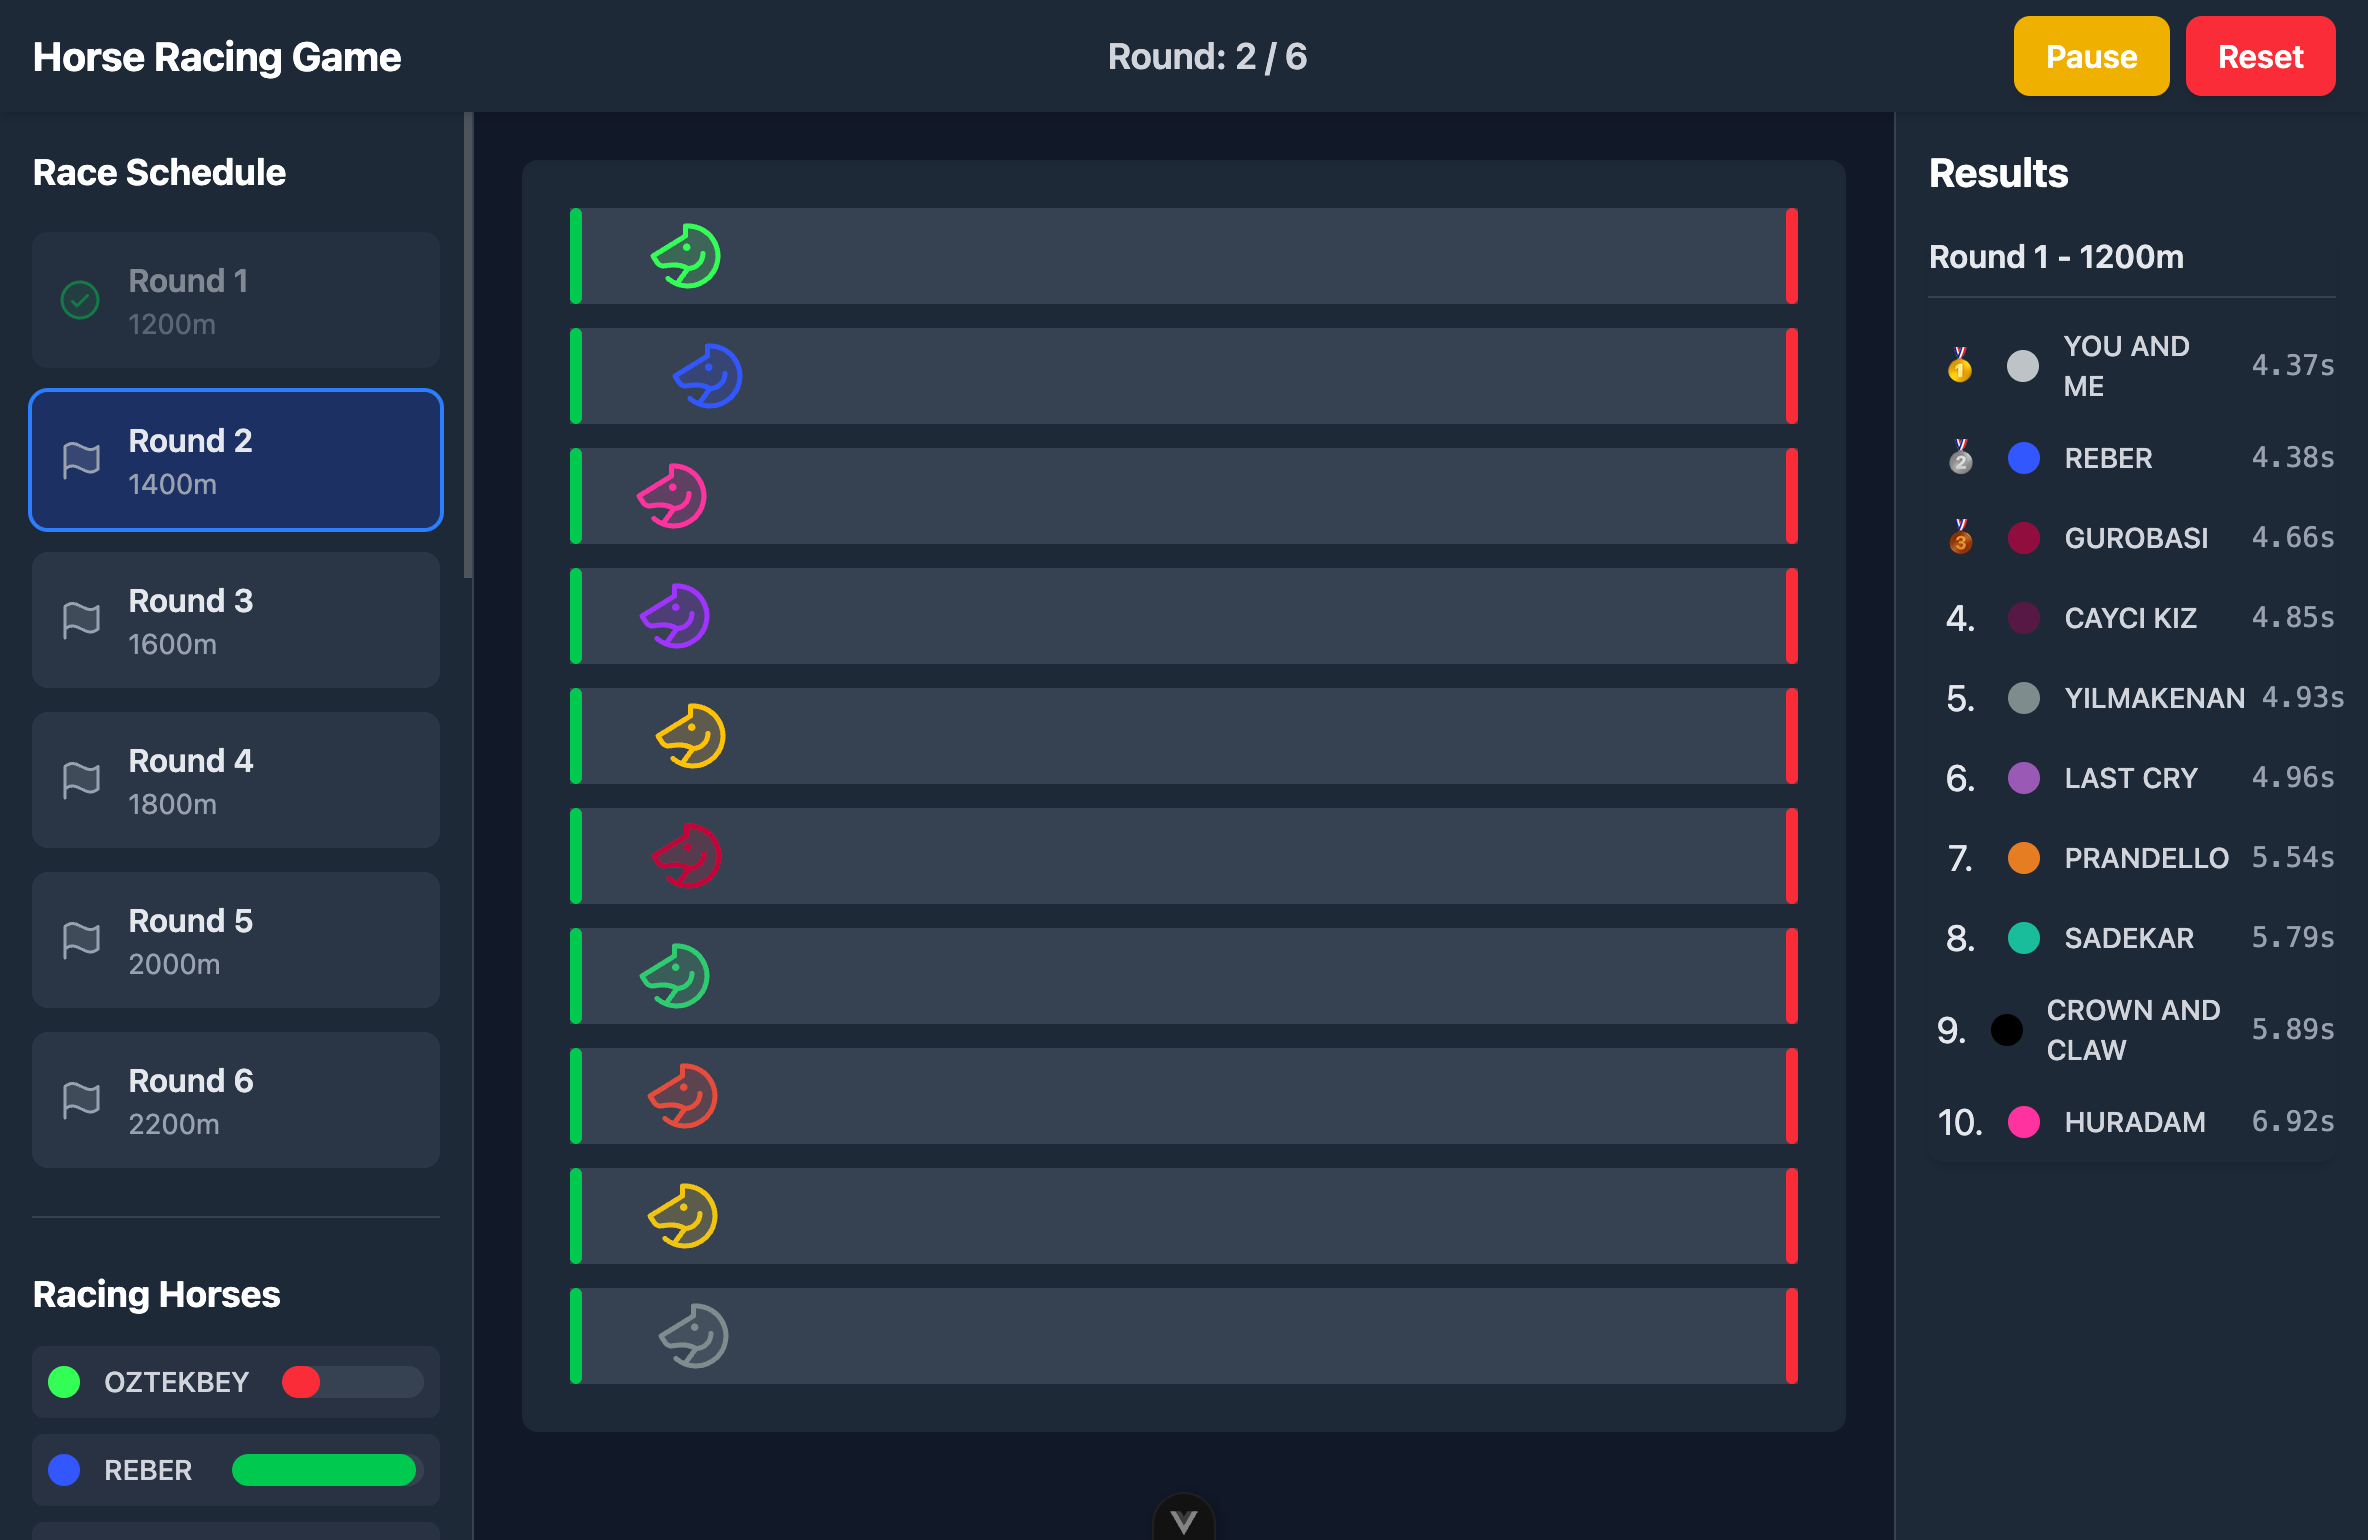 Horse Racing Game
Round: 2 / 6
Pause
Reset
Race Schedule
Round 1
1200m
Round 2
1400m
Round 3
1600m
Round 4
1800m
Round 5
2000m
Round 6
2200m
Racing Horses
OZTEKBEY
REBER
Results
Round 1 - 1200m
1 YOU AND
ME 4.37s
2 REBER 4.38s
3 GUROBASI 4.66s
4. CAYCI KIZ 4.85s
5. YILMAKENAN 4.93s
6. LAST CRY 4.96s
7. PRANDELLO 5.54s
8. SADEKAR 5.79s
9. CROWN AND
CLAW 5.89s
10. HURADAM 6.92s